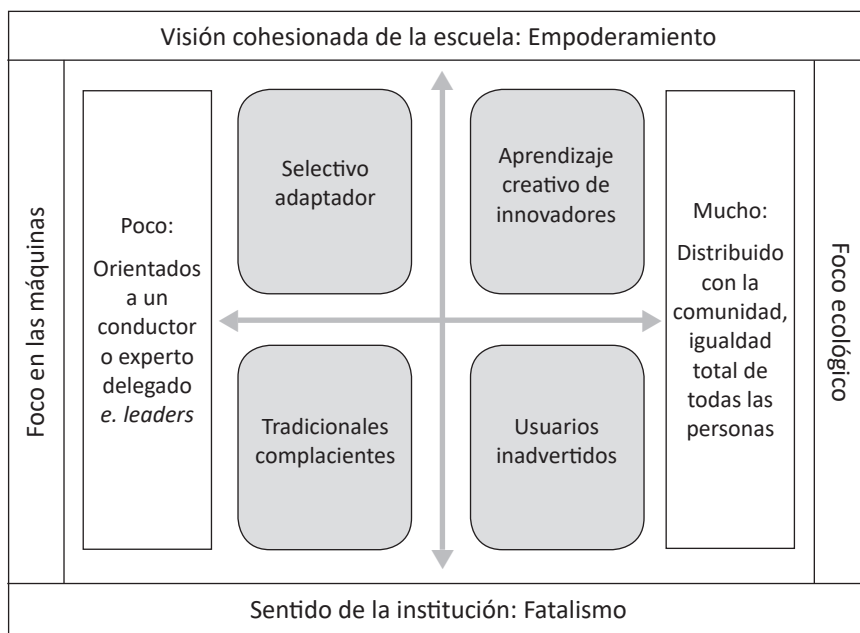 Visión cohesionada de la escuela: Empoderamiento
Foco en las máquinas
Poco:
Orientados
a un
conductor
o experto
delegado
e. leaders
Selectivo
adaptador
Aprendizaje
creativo de
innovadores
Tradicionales
complacientes
Usuarios
inadvertidos
Mucho:
Distribuido
con la
comunidad,
igualdad
total de
todas las
personas
Foco ecológico
Sentido de la institución: Fatalismo